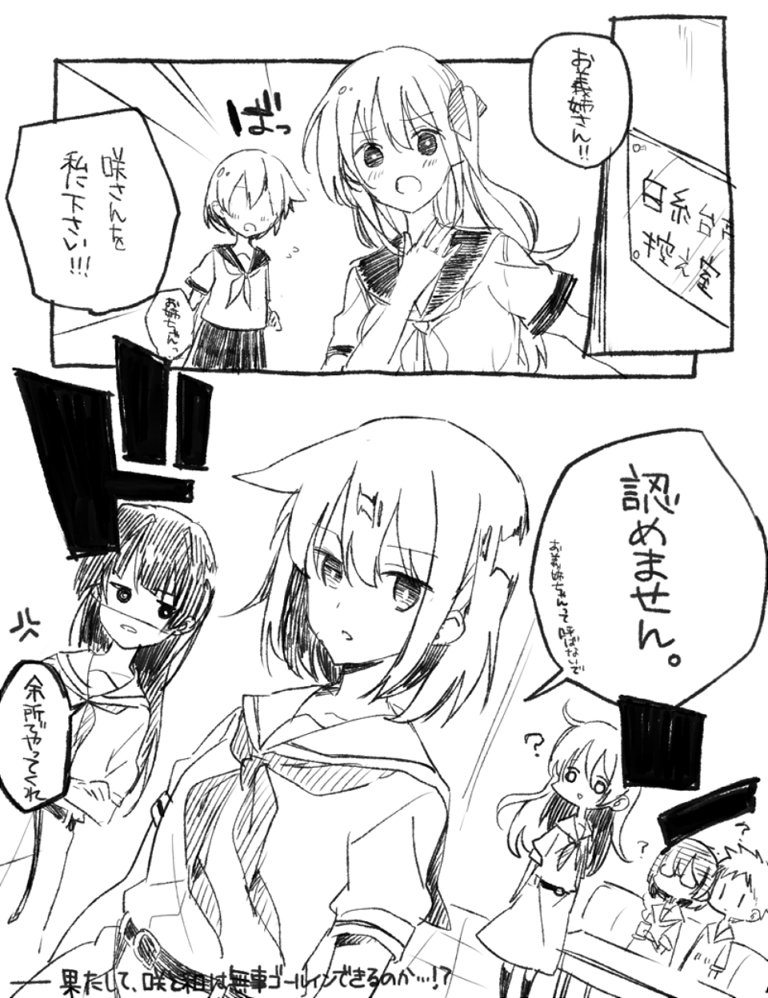 白糸台
控え室
お義姉さん!!
ばっ
咲さんを
私に下さい!!!
お姉ちゃんっ
ドーン
認めません。
お義姉ちゃんって
呼ばないで
余所でやってくれ
?
?
?
——果たして、咲と和は無事ゴールインできるのか…!?